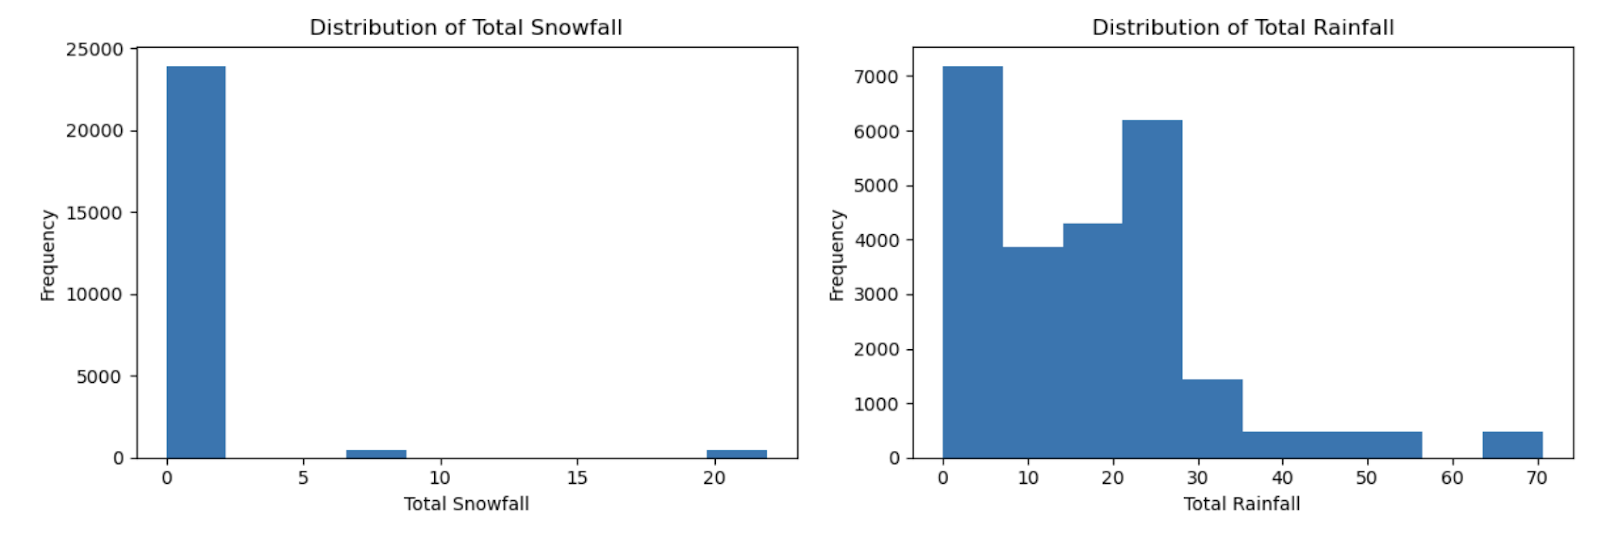 Distribution of Total Snowfall
25000
20000
15000
10000
5000
0
Frequency
0 5 10 15 20
Total Snowfall
Distribution of Total Rainfall
7000
6000
5000
4000
3000
2000
1000
0
Frequency
0 10 20 30 40 50 60 70
Total Rainfall